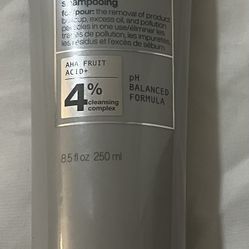 shampooing
for/pour: the removal of product
buildup, excess oil, and pollution
particles in one use/éliminer les
traces de pollution, les impuretés,
les résidus et l'excès de sébum.
AHA FRUIT
ACID+
4%
cleansing
complex
pH
BALANCED
FORMULA
8.5 fl oz 250 ml